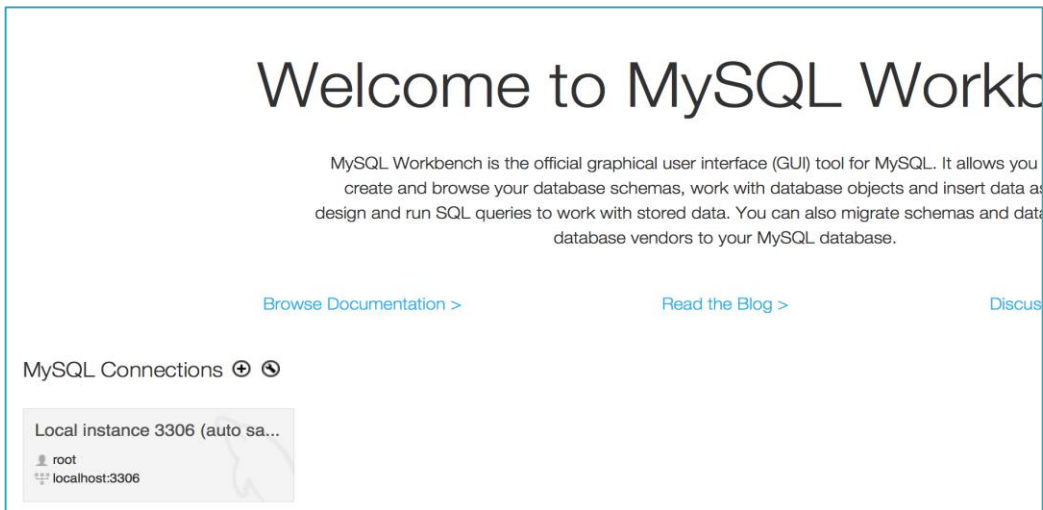 Welcome to MySQL Workb
MySQL Workbench is the official graphical user interface (GUI) tool for MySQL. It allows you
create and browse your database schemas, work with database objects and insert data as
design and run SQL queries to work with stored data. You can also migrate schemas and data
database vendors to your MySQL database.
Browse Documentation > Read the Blog > Discus
MySQL Connections
Local instance 3306 (auto sa...
root
localhost:3306